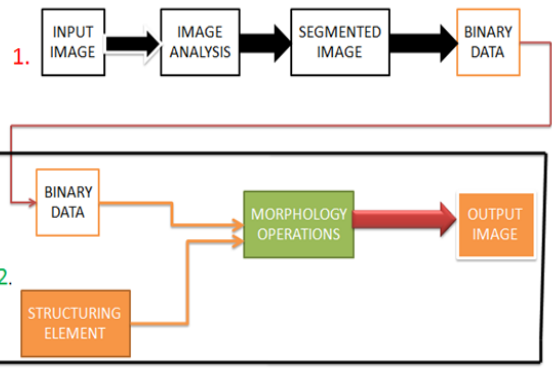 1.
INPUT
IMAGE
IMAGE
ANALYSIS
SEGMENTED
IMAGE
BINARY
DATA
BINARY
DATA
MORPHOLOGY
OPERATIONS
OUTPUT
IMAGE
2.
STRUCTURING
ELEMENT